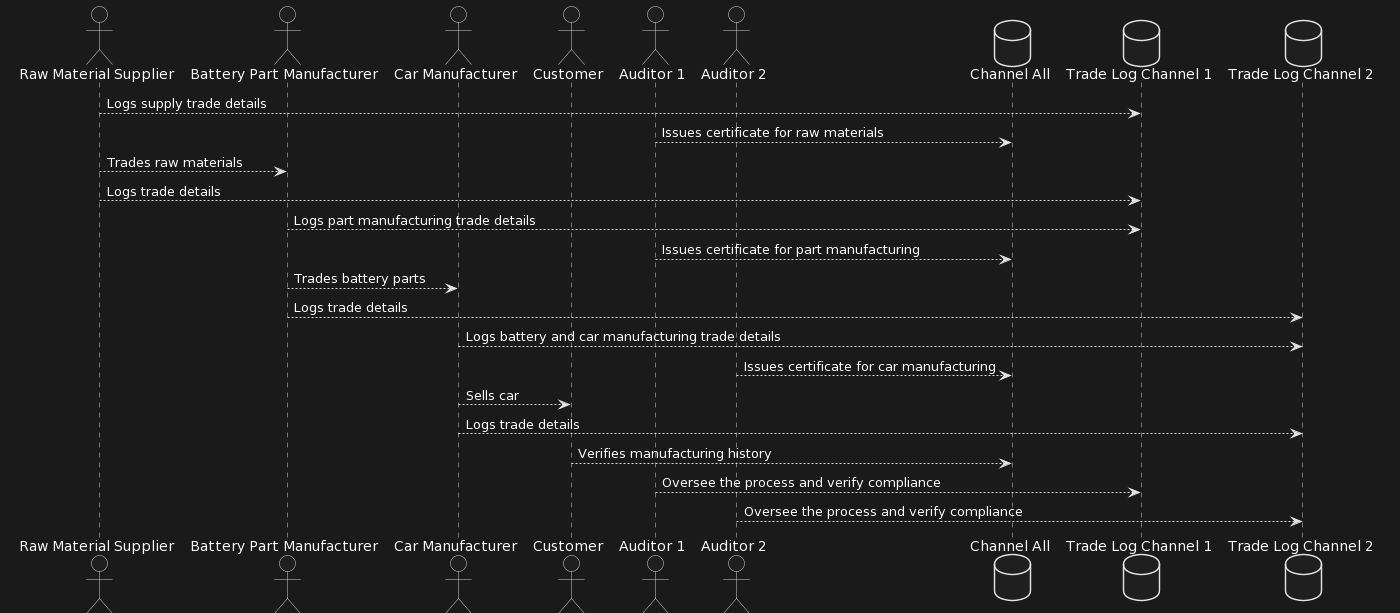 Raw Material Supplier Battery Part Manufacturer Car Manufacturer Customer Auditor 1 Auditor 2 Channel All Trade Log Channel 1 Trade Log Channel 2
Logs supply trade details
Issues certificate for raw materials
Trades raw materials
Logs trade details
Logs part manufacturing trade details
Issues certificate for part manufacturing
Trades battery parts
Logs trade details
Logs battery and car manufacturing trade details
Issues certificate for car manufacturing
Sells car
Logs trade details
Verifies manufacturing history
Oversee the process and verify compliance
Oversee the process and verify compliance
Raw Material Supplier Battery Part Manufacturer Car Manufacturer Customer Auditor 1 Auditor 2 Channel All Trade Log Channel 1 Trade Log Channel 2